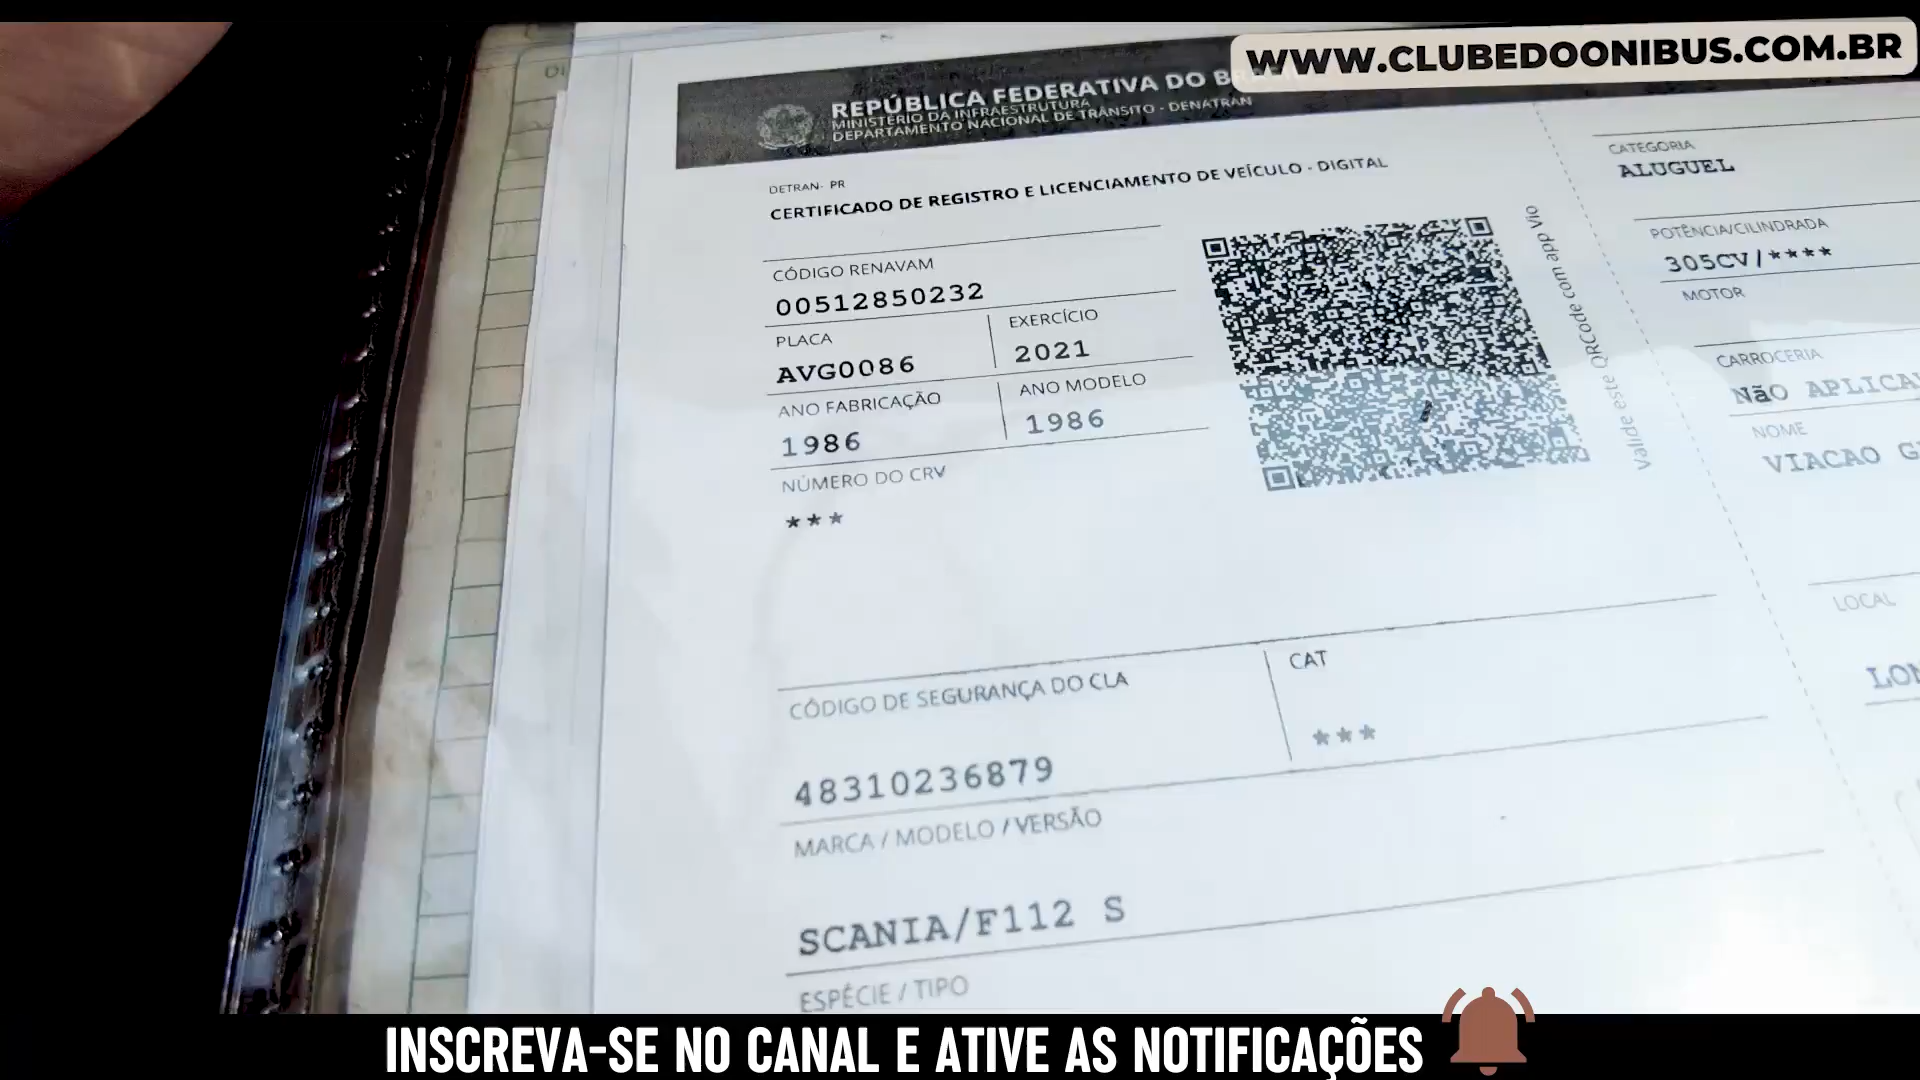 WWW.CLUBEDOONIBUS.COM.BR
REPÚBLICA FEDERATIVA DO
MINISTÉRIO DA INFRAESTRUTURA
DEPARTAMENTO NACIONAL DE TRÂNSITO - DENATRAN
DETRAN- PR
CERTIFICADO DE REGISTRO E LICENCIAMENTO DE VEÍCULO - DIGITAL
CÓDIGO RENAVAM
00512850232
PLACA
EXERCÍCIO
AVG0086
2021
ANO FABRICAÇÃO
ANO MODELO
1986
1986
NÚMERO DO CRV
***
Valide este QRCode com app Vio
CÓDIGO DE SEGURANÇA DO CLA
CAT
48310236879
***
MARCA / MODELO / VERSÃO
SCANIA/F112 S
ESPÉCIE / TIPO
CATEGORIA
ALUGUEL
POTÊNCIA/CILINDRADA
305CV/****
MOTOR
CARROCERIA
NãO
NOME
VIACAO
LOCAL
INSCREVA-SE NO CANAL E ATIVE AS NOTIFICAÇÕES